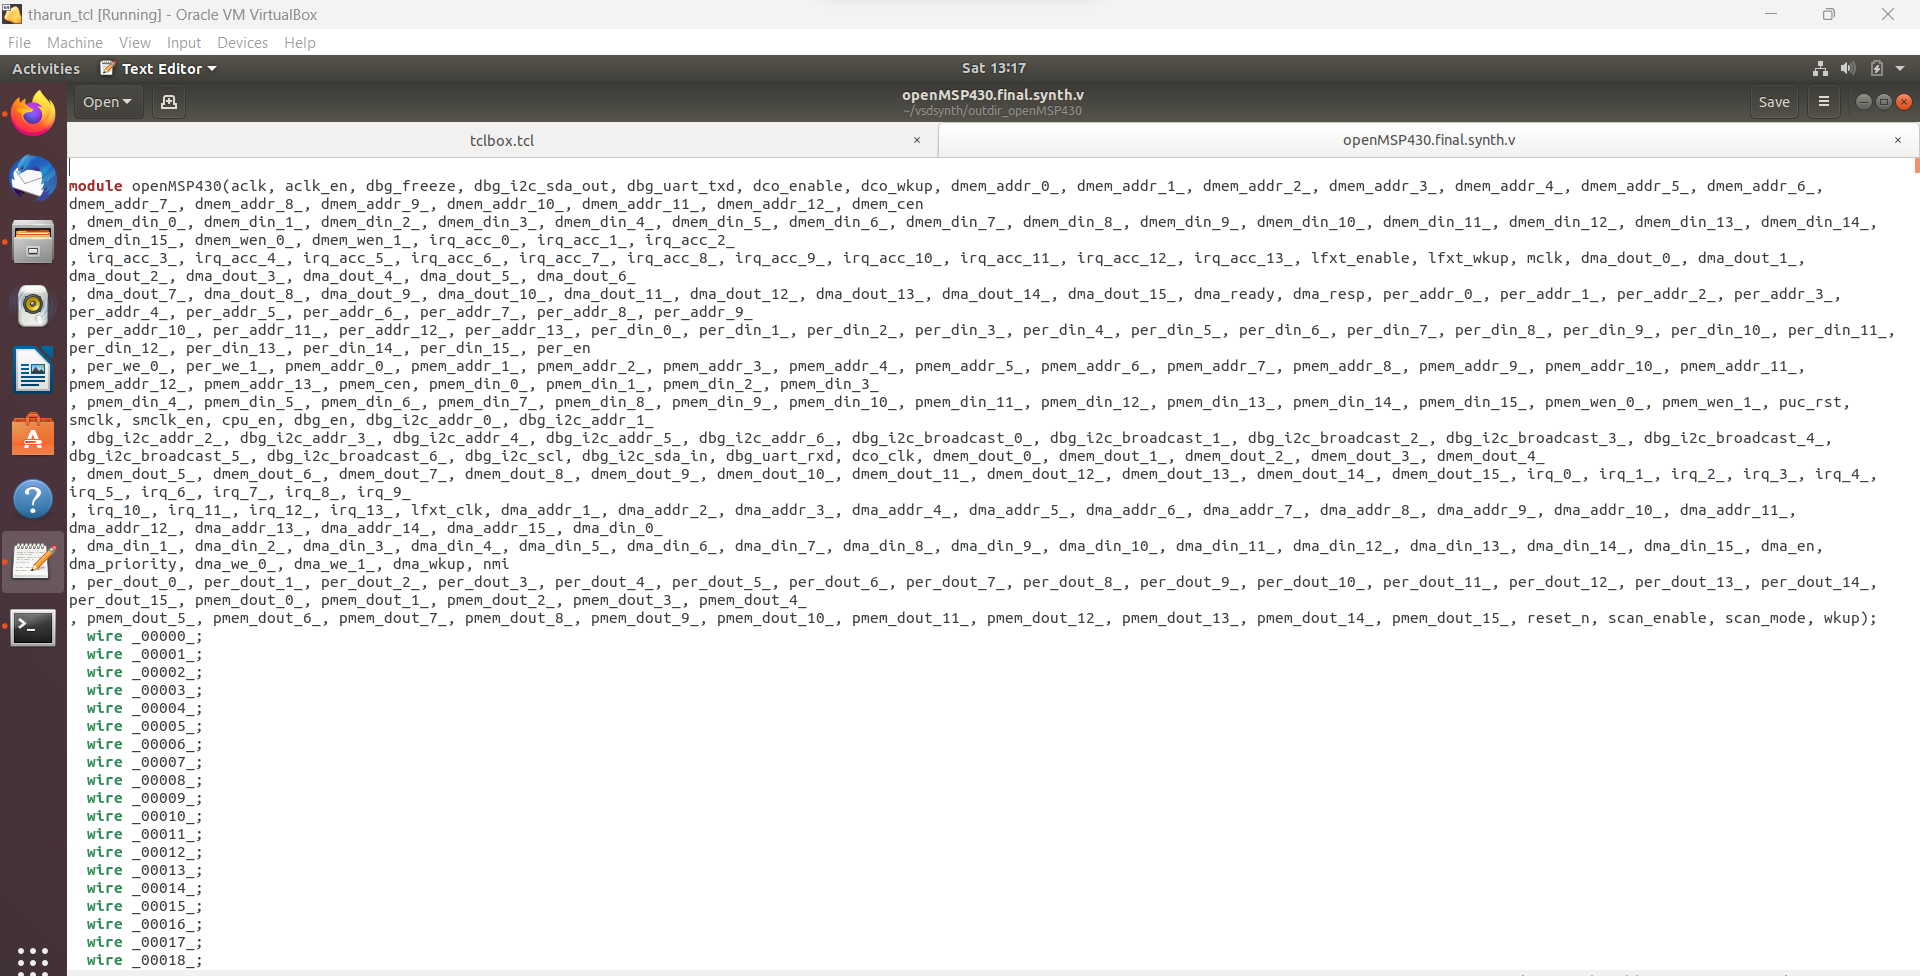 tharun_tcl [Running] - Oracle VM VirtualBox
File Machine View Input Devices Help
Activities Text Editor Sat 13:17
Open openMSP430.final.synth.v Save
~/vsdsynth/outdir_openMSP430
tclbox.tcl × openMSP430.final.synth.v ×
module openMSP430(aclk, aclk_en, dbg_freeze, dbg_i2c_sda_out, dbg_uart_txd, dco_enable, dco_wkup, dmem_addr_0_, dmem_addr_1_, dmem_addr_2_, dmem_addr_3_, dmem_addr_4_, dmem_addr_5_, dmem_addr_6_,
dmem_addr_7_, dmem_addr_8_, dmem_addr_9_, dmem_addr_10_, dmem_addr_11_, dmem_addr_12_, dmem_cen
, dmem_din_0_, dmem_din_1_, dmem_din_2_, dmem_din_3_, dmem_din_4_, dmem_din_5_, dmem_din_6_, dmem_din_7_, dmem_din_8_, dmem_din_9_, dmem_din_10_, dmem_din_11_, dmem_din_12_, dmem_din_13_, dmem_din_14_,
dmem_din_15_, dmem_wen_0_, dmem_wen_1_, irq_acc_0_, irq_acc_1_, irq_acc_2_
, irq_acc_3_, irq_acc_4_, irq_acc_5_, irq_acc_6_, irq_acc_7_, irq_acc_8_, irq_acc_9_, irq_acc_10_, irq_acc_11_, irq_acc_12_, irq_acc_13_, lfxt_enable, lfxt_wkup, mclk, dma_dout_0_, dma_dout_1_,
dma_dout_2_, dma_dout_3_, dma_dout_4_, dma_dout_5_, dma_dout_6_
, dma_dout_7_, dma_dout_8_, dma_dout_9_, dma_dout_10_, dma_dout_11_, dma_dout_12_, dma_dout_13_, dma_dout_14_, dma_dout_15_, dma_ready, dma_resp, per_addr_0_, per_addr_1_, per_addr_2_, per_addr_3_,
per_addr_4_, per_addr_5_, per_addr_6_, per_addr_7_, per_addr_8_, per_addr_9_
, per_addr_10_, per_addr_11_, per_addr_12_, per_addr_13_, per_din_0_, per_din_1_, per_din_2_, per_din_3_, per_din_4_, per_din_5_, per_din_6_, per_din_7_, per_din_8_, per_din_9_, per_din_10_, per_din_11_,
per_din_12_, per_din_13_, per_din_14_, per_din_15_, per_en
, per_we_0_, per_we_1_, pmem_addr_0_, pmem_addr_1_, pmem_addr_2_, pmem_addr_3_, pmem_addr_4_, pmem_addr_5_, pmem_addr_6_, pmem_addr_7_, pmem_addr_8_, pmem_addr_9_, pmem_addr_10_, pmem_addr_11_,
pmem_addr_12_, pmem_addr_13_, pmem_cen, pmem_din_0_, pmem_din_1_, pmem_din_2_, pmem_din_3_
, pmem_din_4_, pmem_din_5_, pmem_din_6_, pmem_din_7_, pmem_din_8_, pmem_din_9_, pmem_din_10_, pmem_din_11_, pmem_din_12_, pmem_din_13_, pmem_din_14_, pmem_din_15_, pmem_wen_0_, pmem_wen_1_, puc_rst,
smclk, smclk_en, cpu_en, dbg_en, dbg_i2c_addr_0_, dbg_i2c_addr_1_
, dbg_i2c_addr_2_, dbg_i2c_addr_3_, dbg_i2c_addr_4_, dbg_i2c_addr_5_, dbg_i2c_addr_6_, dbg_i2c_broadcast_0_, dbg_i2c_broadcast_1_, dbg_i2c_broadcast_2_, dbg_i2c_broadcast_3_, dbg_i2c_broadcast_4_,
dbg_i2c_broadcast_5_, dbg_i2c_broadcast_6_, dbg_i2c_scl, dbg_i2c_sda_in, dbg_uart_rxd, dco_clk, dmem_dout_0_, dmem_dout_1_, dmem_dout_2_, dmem_dout_3_, dmem_dout_4_
, dmem_dout_5_, dmem_dout_6_, dmem_dout_7_, dmem_dout_8_, dmem_dout_9_, dmem_dout_10_, dmem_dout_11_, dmem_dout_12_, dmem_dout_13_, dmem_dout_14_, dmem_dout_15_, irq_0_, irq_1_, irq_2_, irq_3_, irq_4_,
irq_5_, irq_6_, irq_7_, irq_8_, irq_9_
, irq_10_, irq_11_, irq_12_, irq_13_, lfxt_clk, dma_addr_1_, dma_addr_2_, dma_addr_3_, dma_addr_4_, dma_addr_5_, dma_addr_6_, dma_addr_7_, dma_addr_8_, dma_addr_9_, dma_addr_10_, dma_addr_11_,
dma_addr_12_, dma_addr_13_, dma_addr_14_, dma_addr_15_, dma_din_0_
, dma_din_1_, dma_din_2_, dma_din_3_, dma_din_4_, dma_din_5_, dma_din_6_, dma_din_7_, dma_din_8_, dma_din_9_, dma_din_10_, dma_din_11_, dma_din_12_, dma_din_13_, dma_din_14_, dma_din_15_, dma_en,
dma_priority, dma_we_0_, dma_we_1_, dma_wkup, nmi
, per_dout_0_, per_dout_1_, per_dout_2_, per_dout_3_, per_dout_4_, per_dout_5_, per_dout_6_, per_dout_7_, per_dout_8_, per_dout_9_, per_dout_10_, per_dout_11_, per_dout_12_, per_dout_13_, per_dout_14_,
per_dout_15_, pmem_dout_0_, pmem_dout_1_, pmem_dout_2_, pmem_dout_3_, pmem_dout_4_
, pmem_dout_5_, pmem_dout_6_, pmem_dout_7_, pmem_dout_8_, pmem_dout_9_, pmem_dout_10_, pmem_dout_11_, pmem_dout_12_, pmem_dout_13_, pmem_dout_14_, pmem_dout_15_, reset_n, scan_enable, scan_mode, wkup);
wire _00000_;
wire _00001_;
wire _00002_;
wire _00003_;
wire _00004_;
wire _00005_;
wire _00006_;
wire _00007_;
wire _00008_;
wire _00009_;
wire _00010_;
wire _00011_;
wire _00012_;
wire _00013_;
wire _00014_;
wire _00015_;
wire _00016_;
wire _00017_;
wire _00018_;